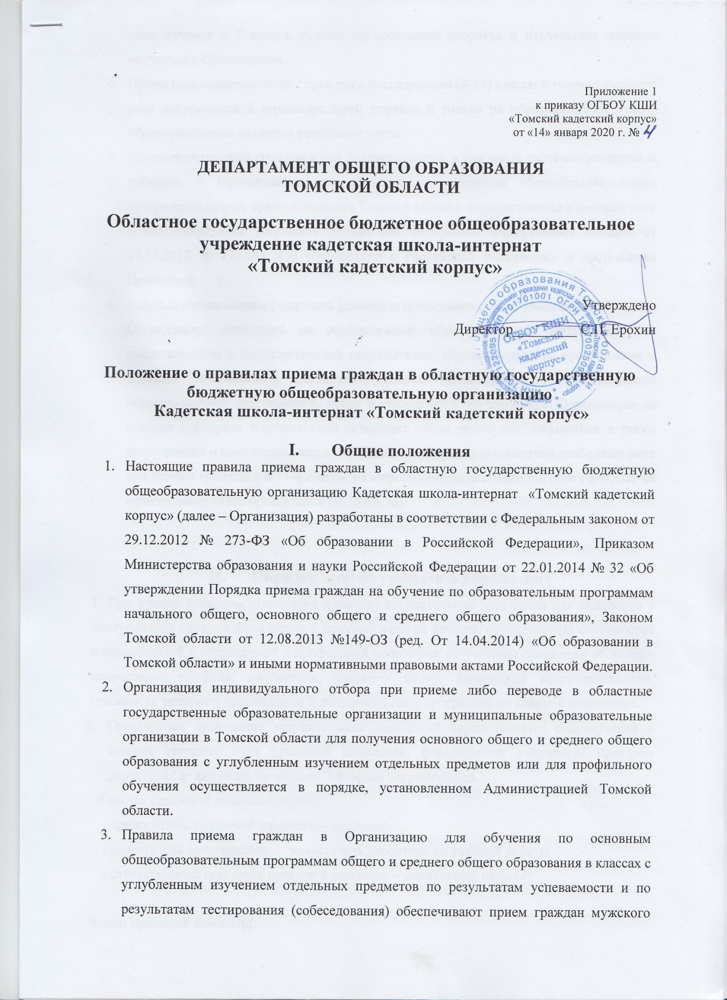 Приложение 1
к приказу ОГБОУ КШИ
«Томский кадетский корпус»
от «14» января 2020 г. № 4
ДЕПАРТАМЕНТ ОБЩЕГО ОБРАЗОВАНИЯ
ТОМСКОЙ ОБЛАСТИ
Областное государственное бюджетное общеобразовательное
учреждение кадетская школа-интернат
«Томский кадетский корпус»
Утверждено
Директор__________ С.П. Ерохин
ОГБОУ КШИ
«Томский
кадетский
корпус»
Положение о правилах приема граждан в областную государственную
бюджетную общеобразовательную организацию
Кадетская школа-интернат «Томский кадетский корпус»
I. Общие положения
1. Настоящие правила приема граждан в областную государственную бюджетную
общеобразовательную организацию Кадетская школа-интернат «Томский кадетский
корпус» (далее – Организация) разработаны в соответствии с Федеральным законом от
29.12.2012 № 273-ФЗ «Об образовании в Российской Федерации», Приказом
Министерства образования и науки Российской Федерации от 22.01.2014 № 32 «Об
утверждении Порядка приема граждан на обучение по образовательным программам
начального общего, основного общего и среднего общего образования», Законом
Томской области от 12.08.2013 №149-ОЗ (ред. От 14.04.2014) «Об образовании в
Томской области» и иными нормативными правовыми актами Российской Федерации.
2. Организация индивидуального отбора при приеме либо переводе в областные
государственные образовательные организации и муниципальные образовательные
организации в Томской области для получения основного общего и среднего общего
образования с углубленным изучением отдельных предметов или для профильного
обучения осуществляется в порядке, установленном Администрацией Томской
области.
3. Правила приема граждан в Организацию для обучения по основным
общеобразовательным программам общего и среднего общего образования в классах с
углубленным изучением отдельных предметов по результатам успеваемости и по
результатам тестирования (собеседования) обеспечивают прием граждан мужского